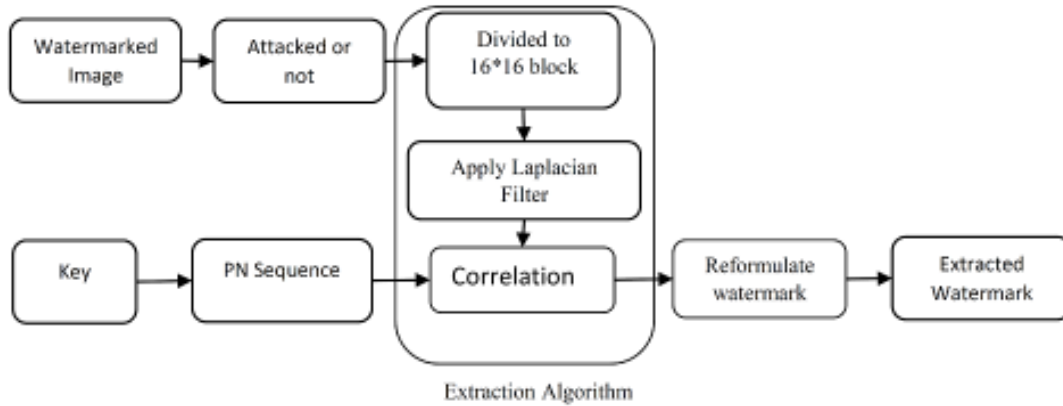 Watermarked
Image
Attacked or
not
Divided to
16*16 block
Apply Laplacian
Filter
Key
PN Sequence
Correlation
Reformulate
watermark
Extracted
Watermark
Extraction Algorithm